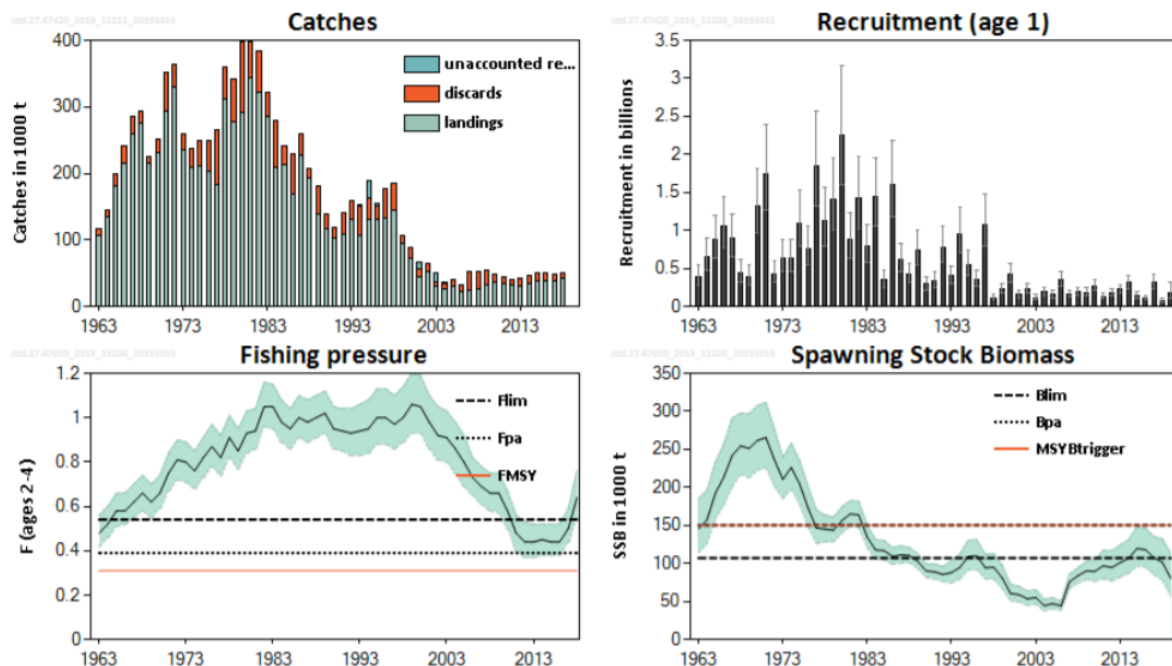 cod.27.47d20_2019_13211_20191015
Catches
Catches in 1000 t
400
300
200
100
0
unaccounted re...
discards
landings
1963 1973 1983 1993 2003 2013
Recruitment (age 1)
Recruitment in billions
3.5
3
2.5
2
1.5
1
0.5
0
1963 1973 1983 1993 2003 2013
Fishing pressure
F (ages 2-4)
1.2
1
0.8
0.6
0.4
0.2
0
Flim
Fpa
FMSY
1963 1973 1983 1993 2003 2013
Spawning Stock Biomass
SSB in 1000 t
350
300
250
200
150
100
50
0
Blim
Bpa
MSYBtrigger
1963 1973 1983 1993 2003 2013